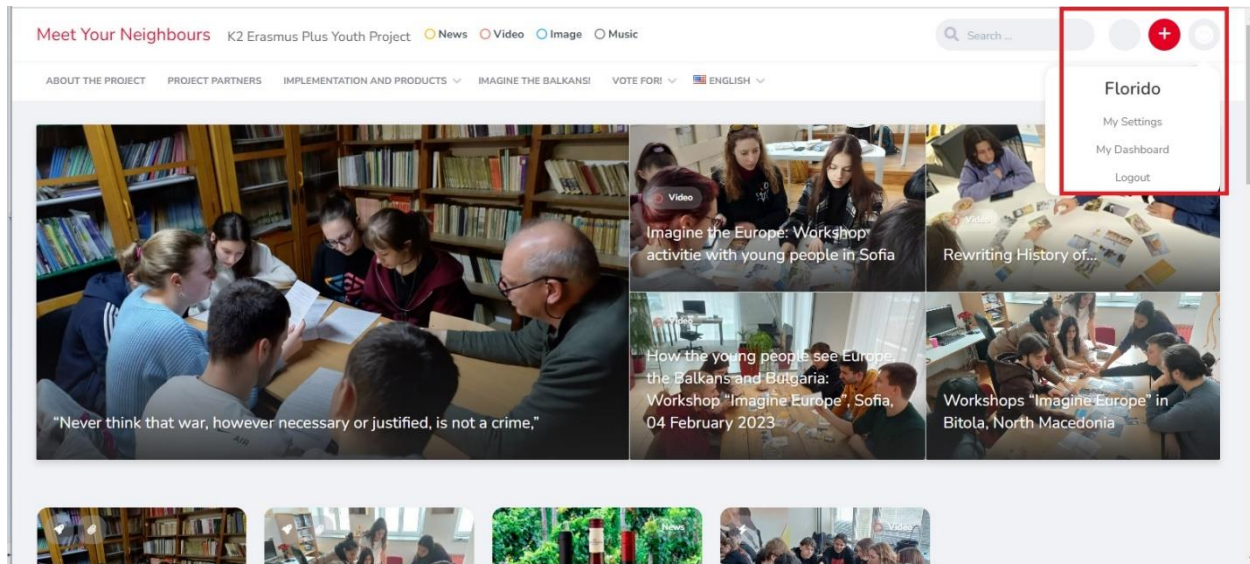 Meet Your Neighbours K2 Erasmus Plus Youth Project News Video Image Music
Search ...
+
ABOUT THE PROJECT PROJECT PARTNERS IMPLEMENTATION AND PRODUCTS IMAGINE THE BALKANS! VOTE FOR! ENGLISH
Florido
My Settings
My Dashboard
Logout
“Never think that war, however necessary or justified, is not a crime,”
Video
Imagine the Europe: Workshop
activitie with young people in Sofia
Video
Rewriting History of...
Video
How the young people see Europe,
the Balkans and Bulgaria:
Workshop “Imagine Europe”, Sofia,
04 February 2023
Workshops “Imagine Europe” in
Bitola, North Macedonia
News
Video